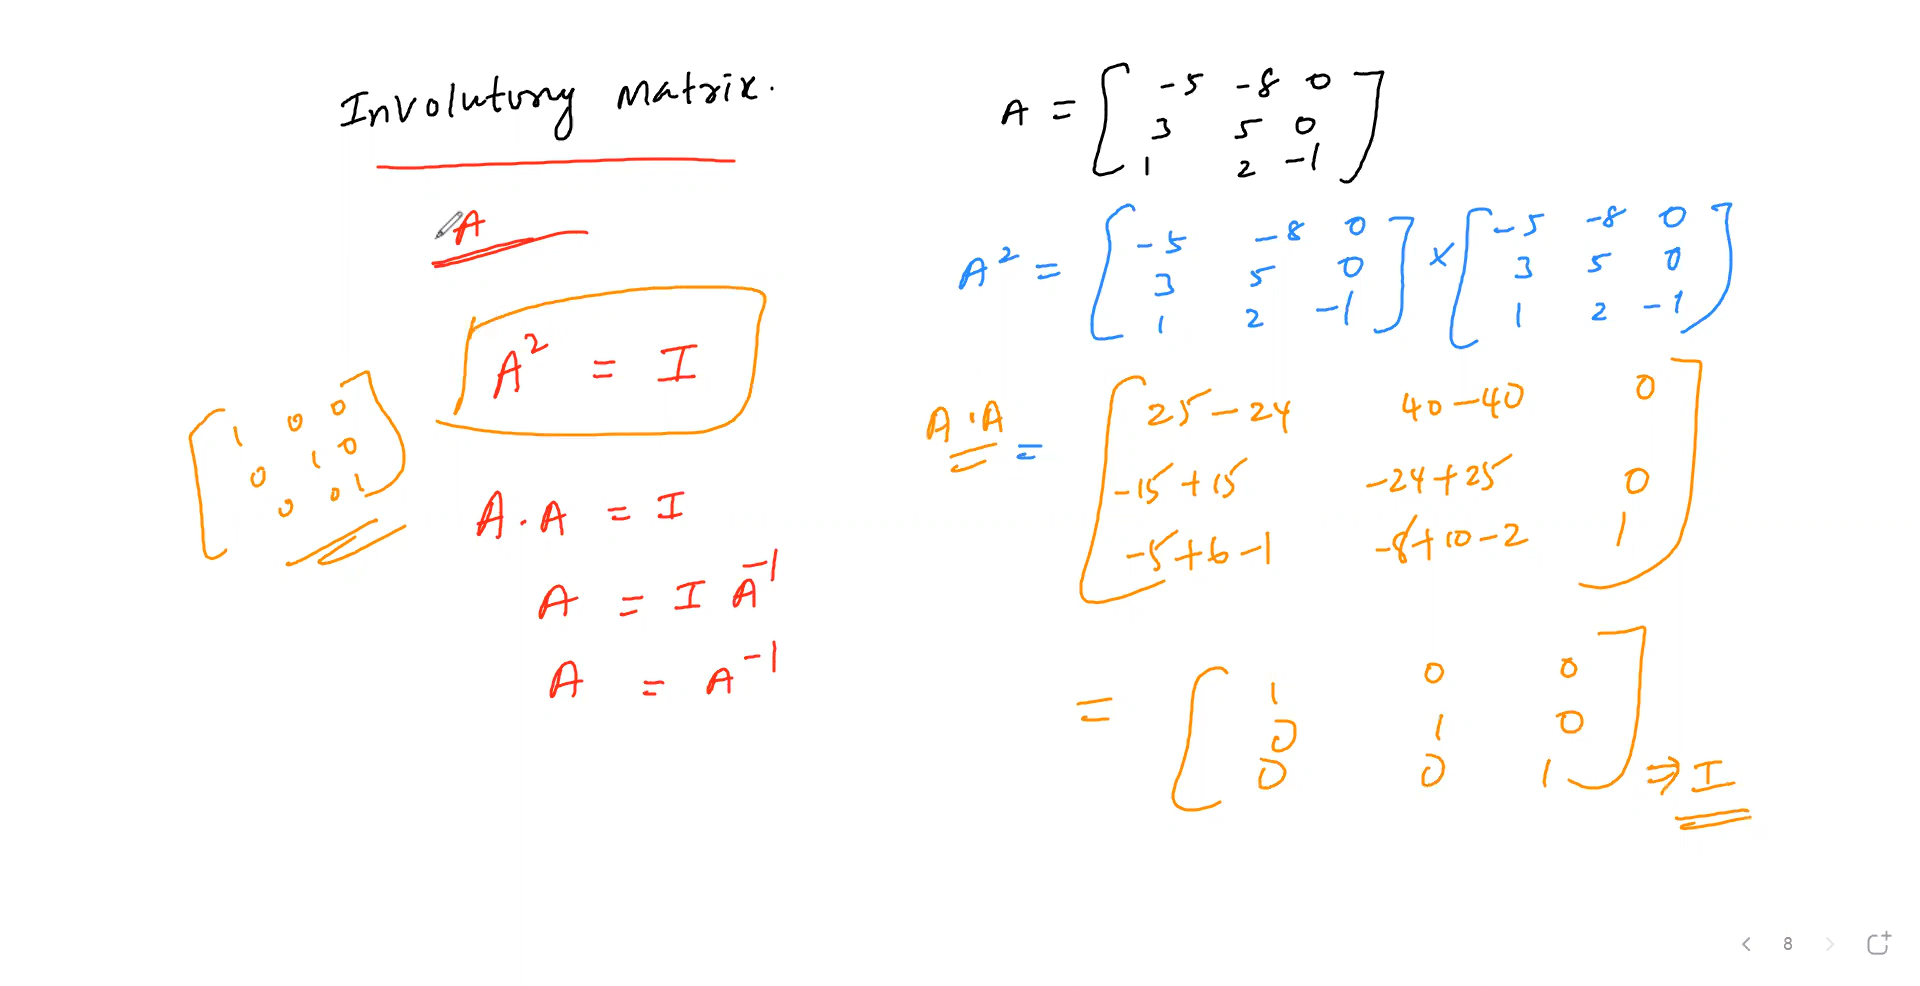 Involutory matrix.
A
A² = I
1 0 0
0 1 0
0 0 1
A · A = I
A = I A⁻¹
A = A⁻¹
A = [ -5 -8 0
3 5 0
1 2 -1 ]
A² = [ -5 -8 0 ] × [ -5 -8 0 ]
3 5 0 3 5 0
1 2 -1 1 2 -1
A · A = [ 25-24 40-40 0
-15+15 -24+25 0
-5+6-1 -8+10-2 1 ]
= [ 1 0 0
0 1 0
0 0 1 ] ⇒ I
8